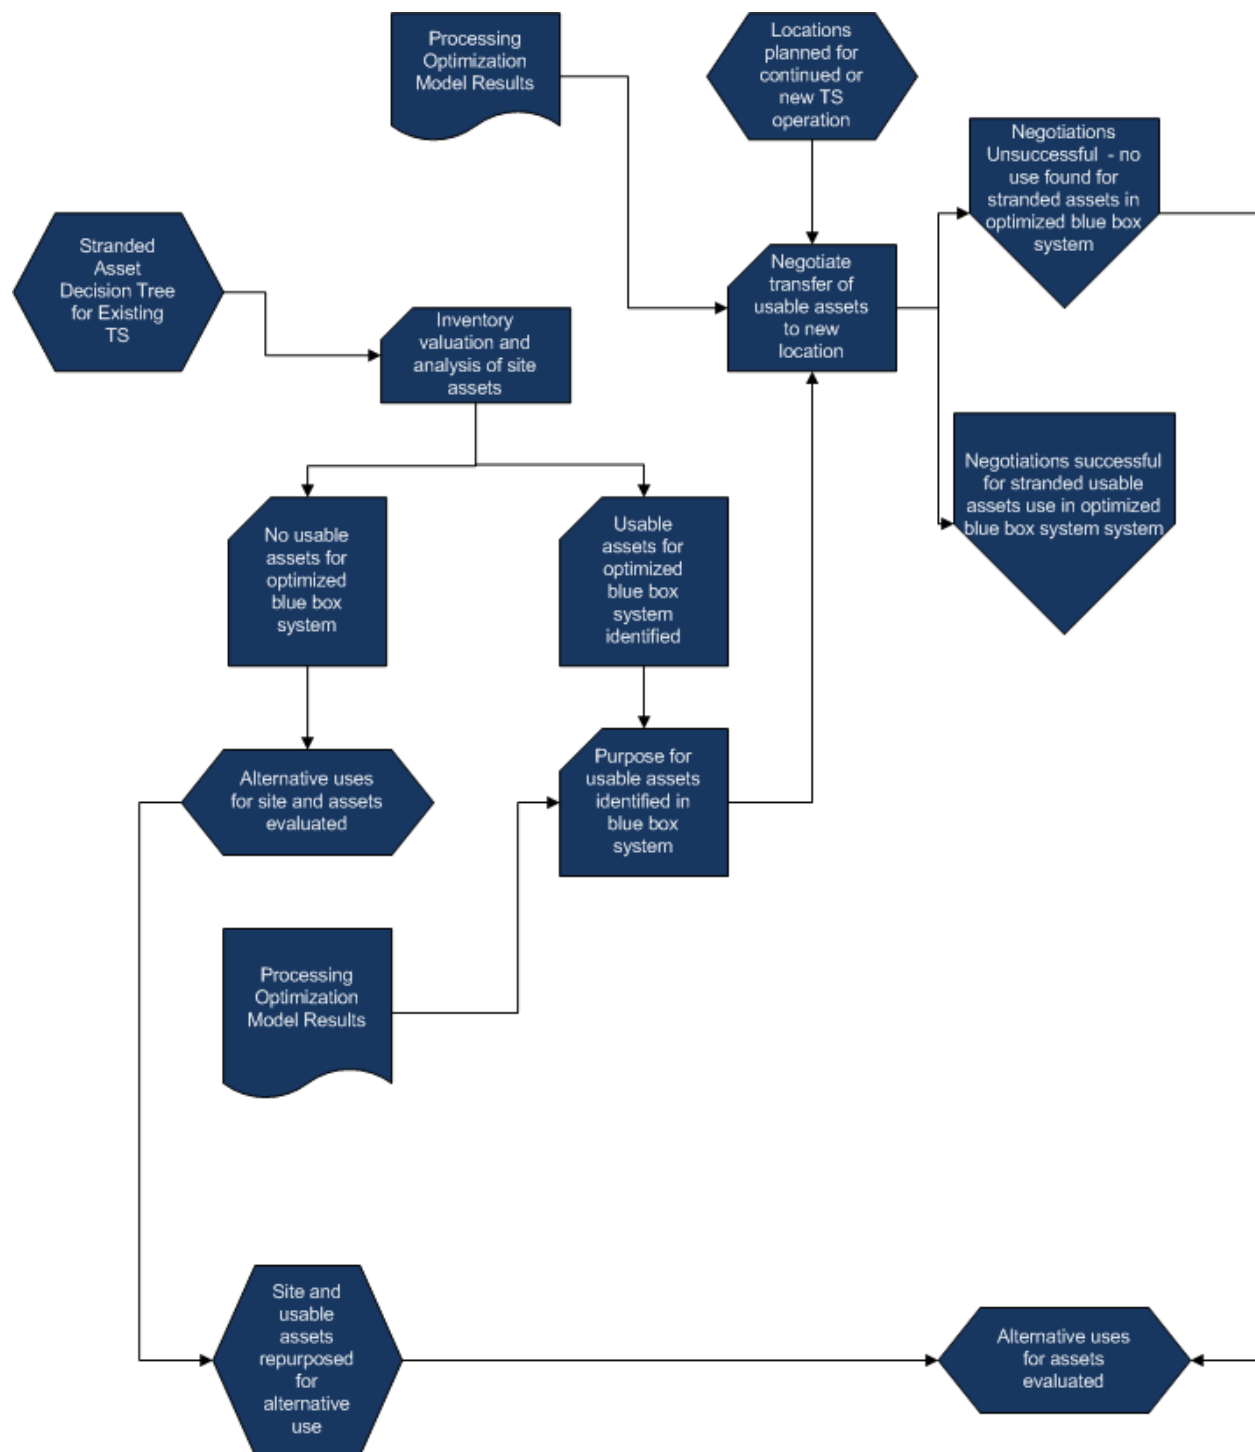 Processing
Optimization
Model Results
Locations
planned for
continued or
new TS
operation
Negotiations
Unsuccessful - no
use found for
stranded assets in
optimized blue box
system
Stranded
Asset
Decision Tree
for Existing
TS
Negotiate
transfer of
usable assets
to new
location
Inventory
valuation and
analysis of site
assets
Negotiations successful
for stranded usable
assets use in optimized
blue box system system
No usable
assets for
optimized
blue box
system
Usable
assets for
optimized
blue box
system
identified
Alternative uses
for site and assets
evaluated
Purpose for
usable assets
identified in
blue box
system
Processing
Optimization
Model Results
Site and
usable
assets
repurposed
for
alternative
use
Alternative uses
for assets
evaluated